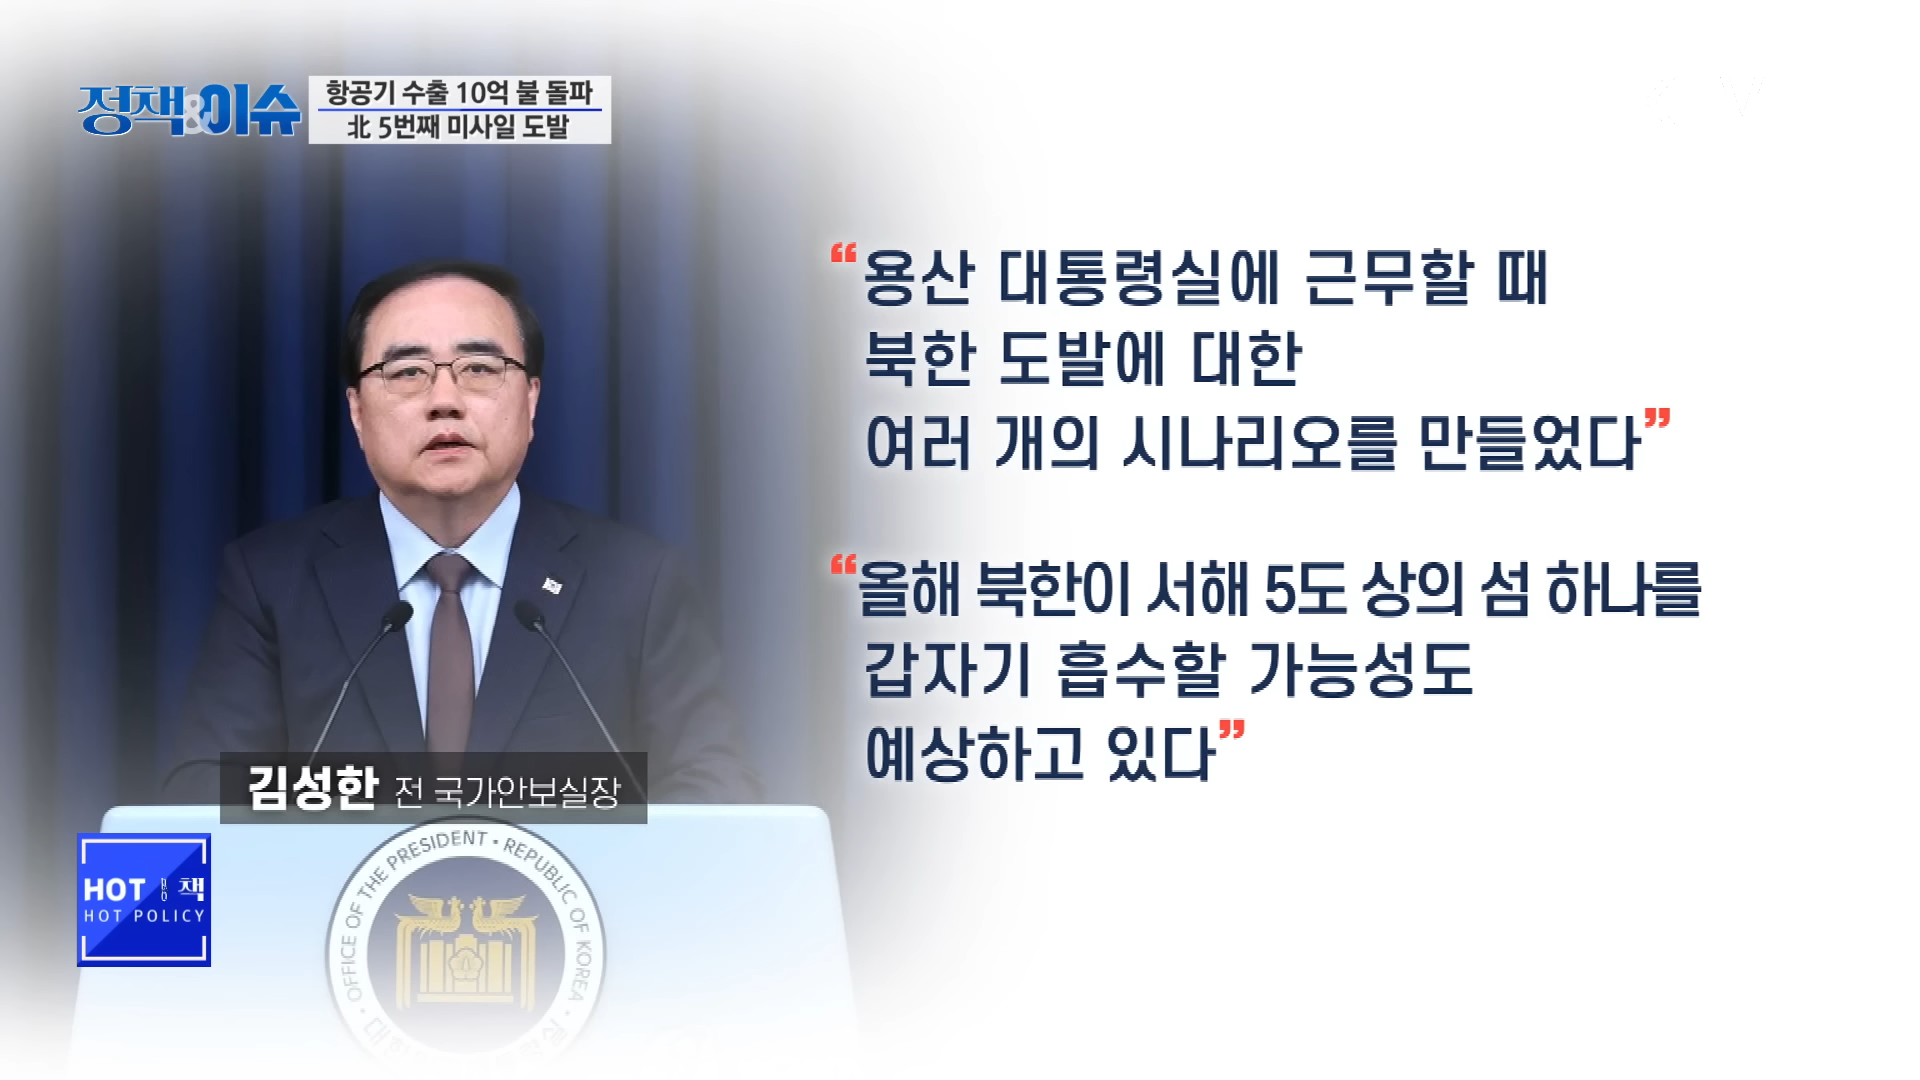 정책&이슈
항공기 수출 10억 불 돌파
北 5번째 미사일 도발
“용산 대통령실에 근무할 때
북한 도발에 대한
여러 개의 시나리오를 만들었다”
“올해 북한이 서해 5도 상의 섬 하나를
갑자기 흡수할 가능성도
예상하고 있다”
김성한 전 국가안보실장
HOT 책
HOT POLICY
OFFICE OF THE PRESIDENT • REPUBLIC OF KOREA •